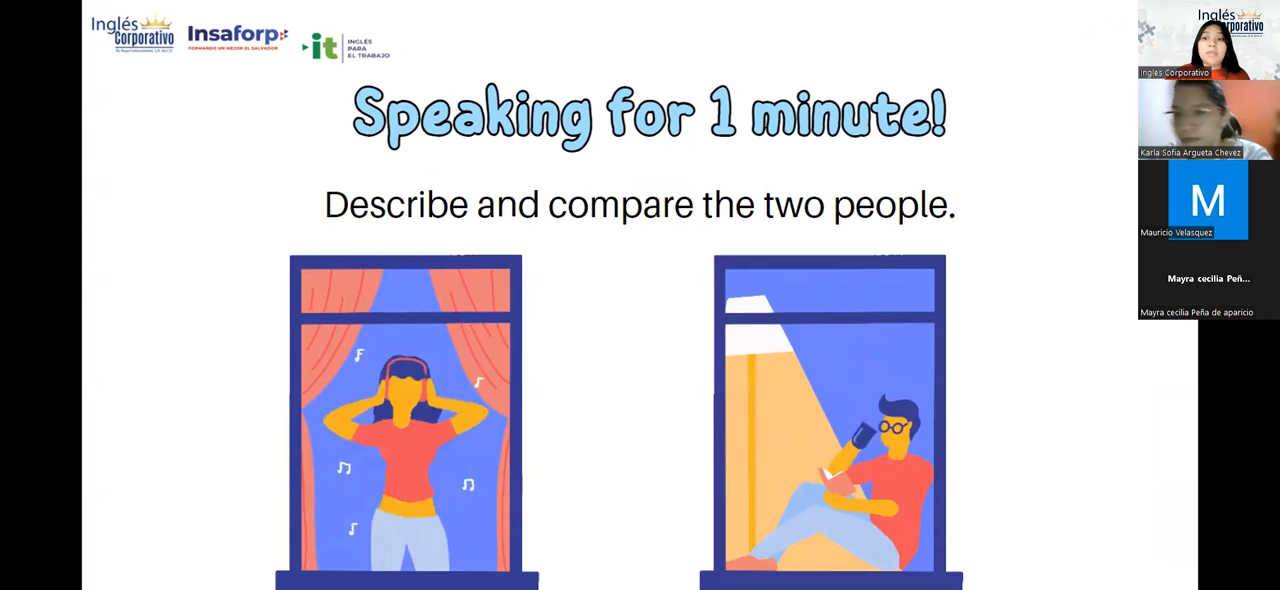 Inglés
Corporativo
Insaforp
FORMANDO UN MEJOR EL SALVADOR
it
INGLÉS
PARA
EL TRABAJO
Speaking for 1 minute!
Describe and compare the two people.
Inglés
Corporativo
Ingles Corporativo
Karla Sofia Argueta Chevez
M
Mauricio Velasquez
Mayra cecilia Peñ...
Mayra cecilia Peña de aparicio